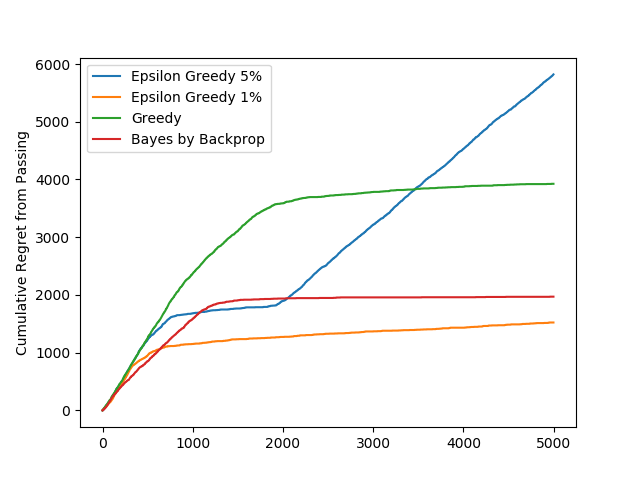 Epsilon Greedy 5%
Epsilon Greedy 1%
Greedy
Bayes by Backprop
Cumulative Regret from Passing
6000
5000
4000
3000
2000
1000
0
0 1000 2000 3000 4000 5000